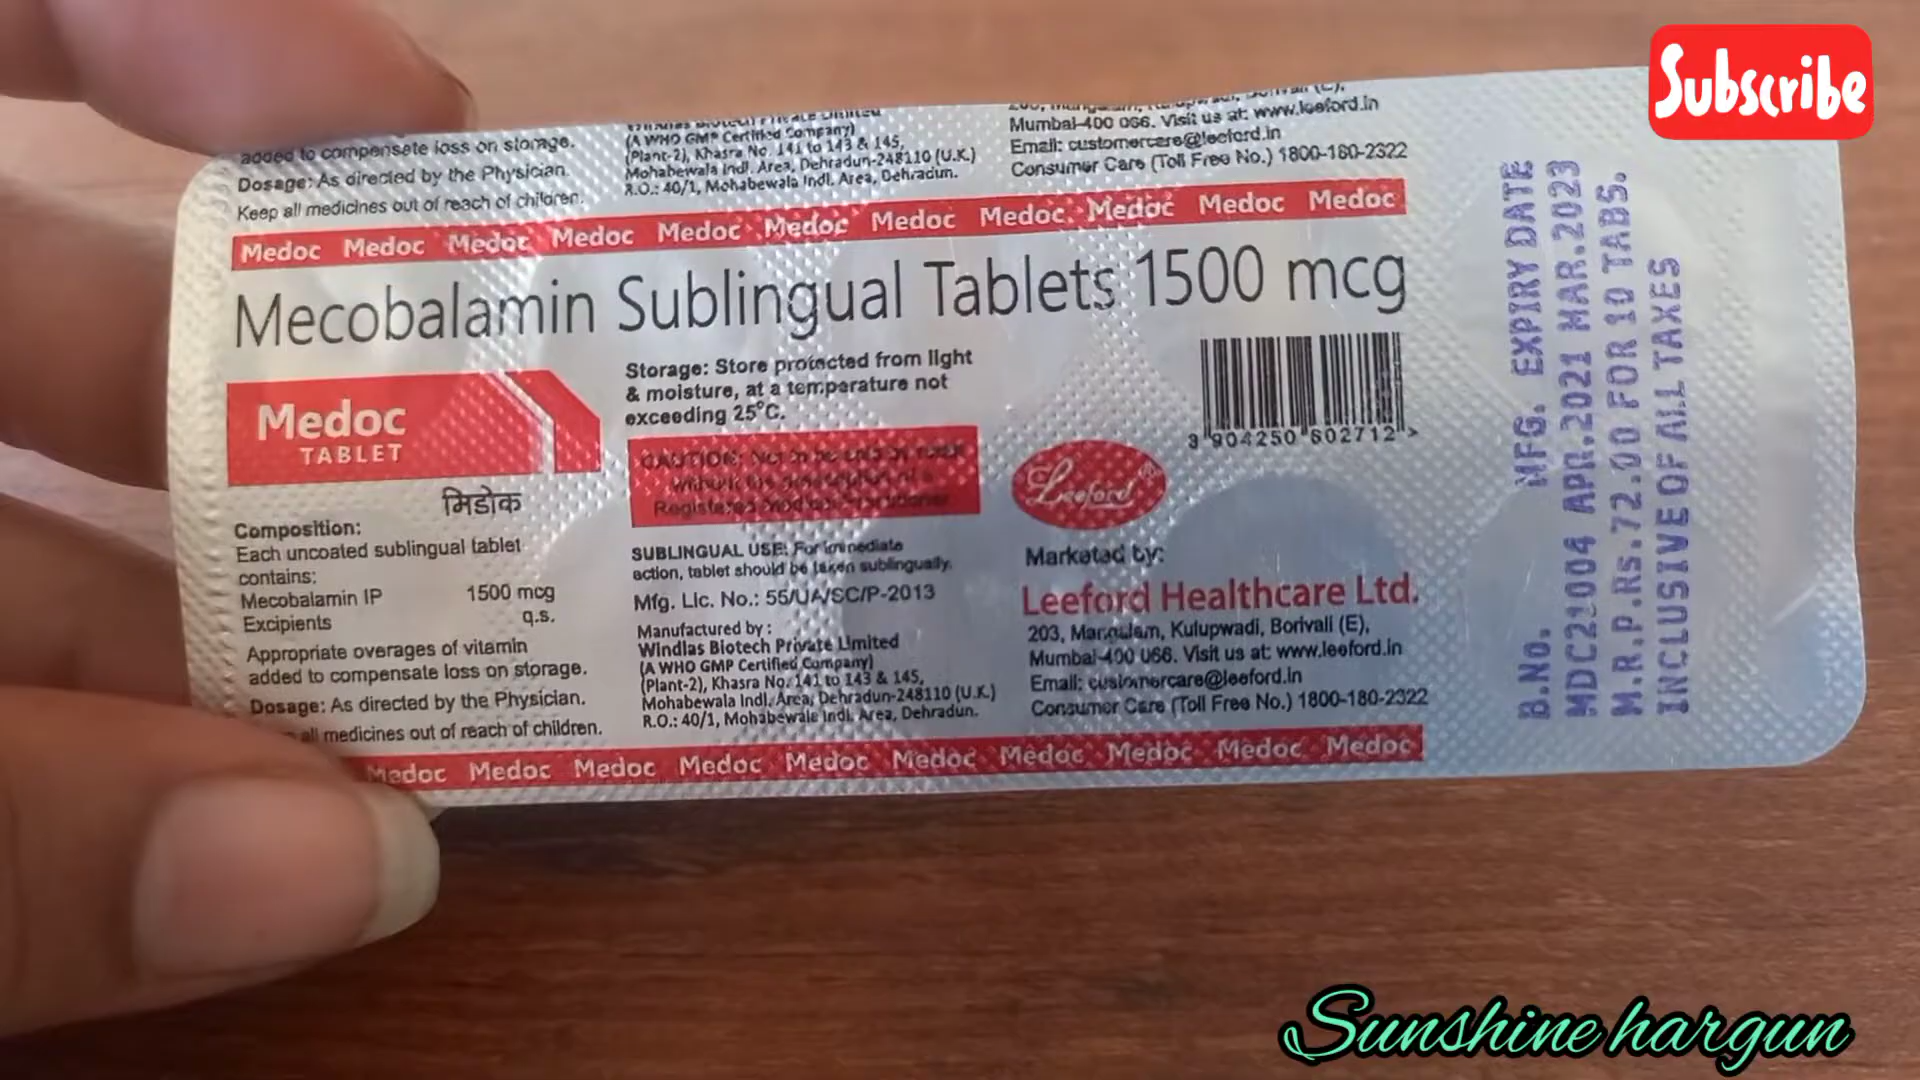 Subscribe
added to compensate loss on storage.
Dosage: As directed by the Physician.
Keep all medicines out of reach of children.
(A WHO GMP Certified Company)
(Plant-2), Khasra No. 141 to 143 & 145,
Mohabewala Indl. Area, Dehradun-248110 (U.K.)
R.O.: 40/1, Mohabewala Indl. Area, Dehradun.
Mumbai-400 066. Visit us at: www.leeford.in
Email: customercare@leeford.in
Consumer Care (Toll Free No.) 1800-180-2322
Medoc Medoc Medoc Medoc Medoc Medoc Medoc Medoc Medoc Medoc Medoc
Mecobalamin Sublingual Tablets 1500 mcg
Medoc
TABLET
मिडोक
Composition:
Each uncoated sublingual tablet
contains:
Mecobalamin IP 1500 mcg
Excipients q.s.
Appropriate overages of vitamin
added to compensate loss on storage.
Dosage: As directed by the Physician.
all medicines out of reach of children.
Storage: Store protected from light
& moisture, at a temperature not
exceeding 25°C.
CAUTION: Not to be
Registered
SUBLINGUAL USE: For immediate
action, tablet should be taken sublingually.
Mfg. Lic. No.: 55/UA/SC/P-2013
Manufactured by :
Windlas Biotech Private Limited
(A WHO GMP Certified Company)
(Plant-2), Khasra No. 141 to 143 & 145,
Mohabewala Indl. Area, Dehradun-248110 (U.K.)
R.O.: 40/1, Mohabewala Indl. Area, Dehradun.
8 904250 602712 >
Leeford
Marketed by:
Leeford Healthcare Ltd.
203, Mangalam, Kulupwadi, Borivali (E),
Mumbai-400 066. Visit us at: www.leeford.in
Email: customercare@leeford.in
Consumer Care (Toll Free No.) 1800-180-2322
Medoc Medoc Medoc Medoc Medoc Medoc Medoc Medoc Medoc Medoc
B.No. MFG. EXPIRY DATE
MDC21004 APR.2021 MAR.2023
M.R.P.Rs.72.00 FOR 10 TABS.
INCLUSIVE OF ALL TAXES
Sunshine hargun